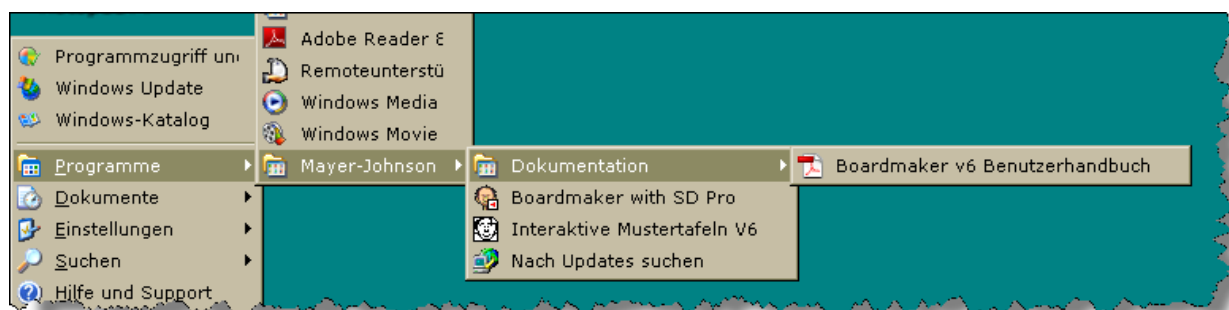 Programmzugriff und
Windows Update
Windows-Katalog
Programme
Dokumente
Einstellungen
Suchen
Hilfe und Support
Adobe Reader 8
Remoteunterstü
Windows Media
Windows Movie
Mayer-Johnson
Dokumentation
Boardmaker with SD Pro
Interaktive Mustertafeln V6
Nach Updates suchen
Boardmaker v6 Benutzerhandbuch